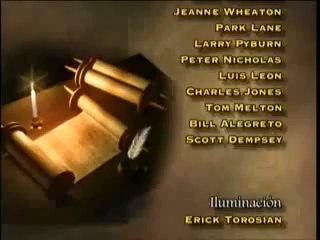 JEANNE WHEATON
PARK LANE
LARRY PYBURN
PETER NICHOLAS
LUIS LEON
CHARLES JONES
TOM MELTON
BILL ALEGRETO
SCOTT DEMPSEY
Iluminación
ERICK TOROSIAN